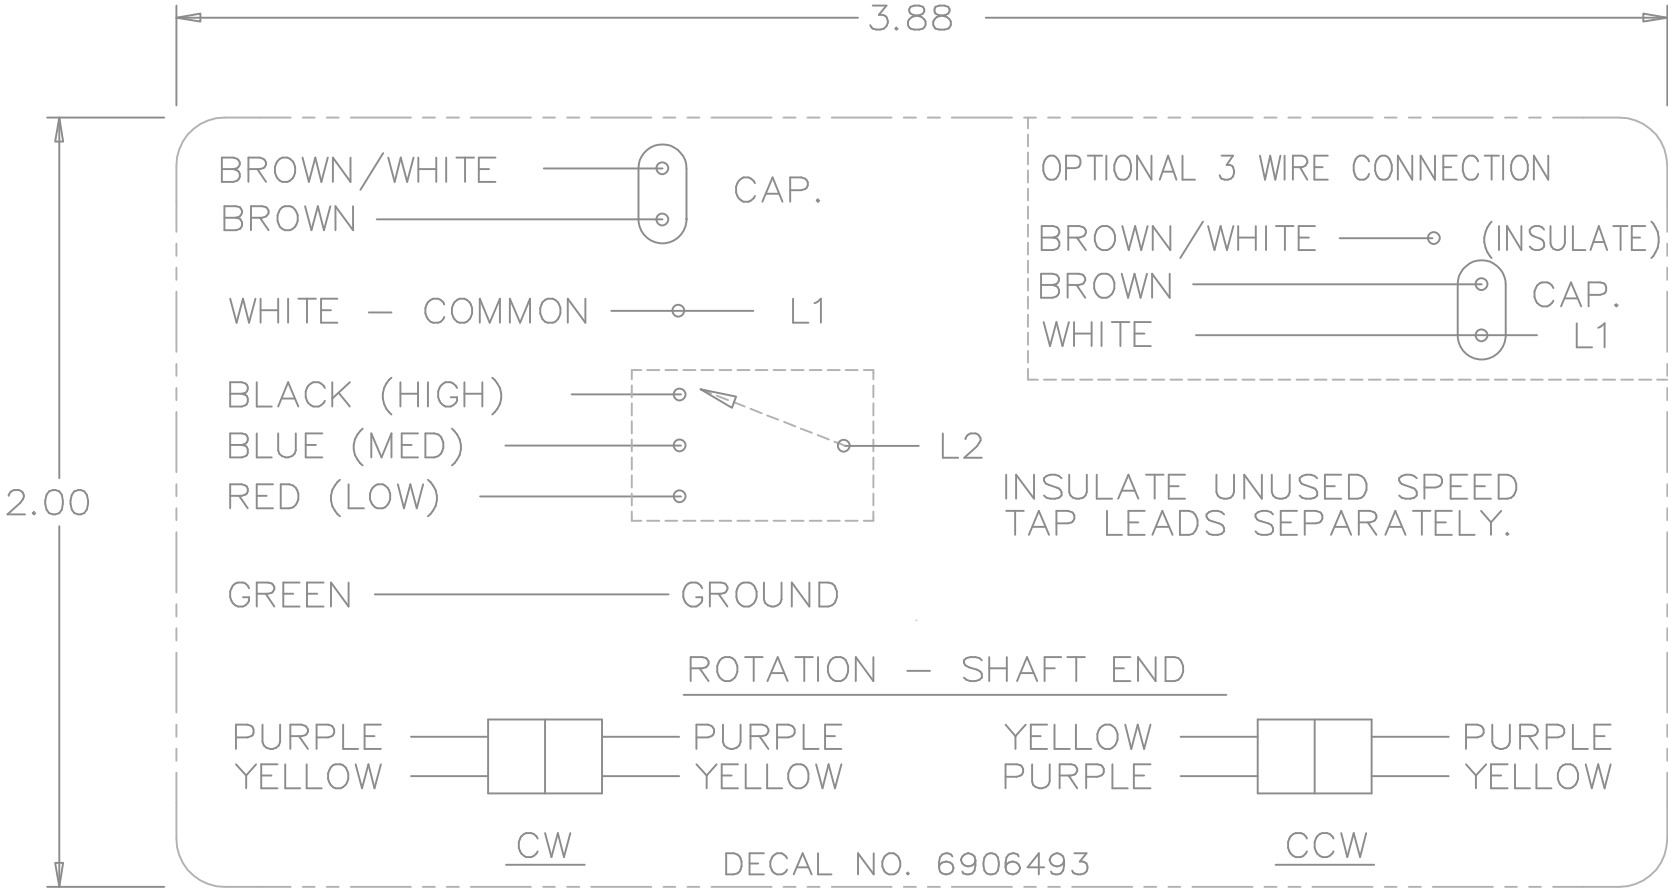 3.88
2.00
BROWN/WHITE
BROWN
CAP.
OPTIONAL 3 WIRE CONNECTION
BROWN/WHITE (INSULATE)
BROWN
CAP.
WHITE L1
WHITE - COMMON L1
BLACK (HIGH)
BLUE (MED) L2
RED (LOW)
INSULATE UNUSED SPEED
TAP LEADS SEPARATELY.
GREEN GROUND
ROTATION - SHAFT END
PURPLE PURPLE
YELLOW YELLOW
CW
YELLOW PURPLE
PURPLE YELLOW
CCW
DECAL NO. 6906493